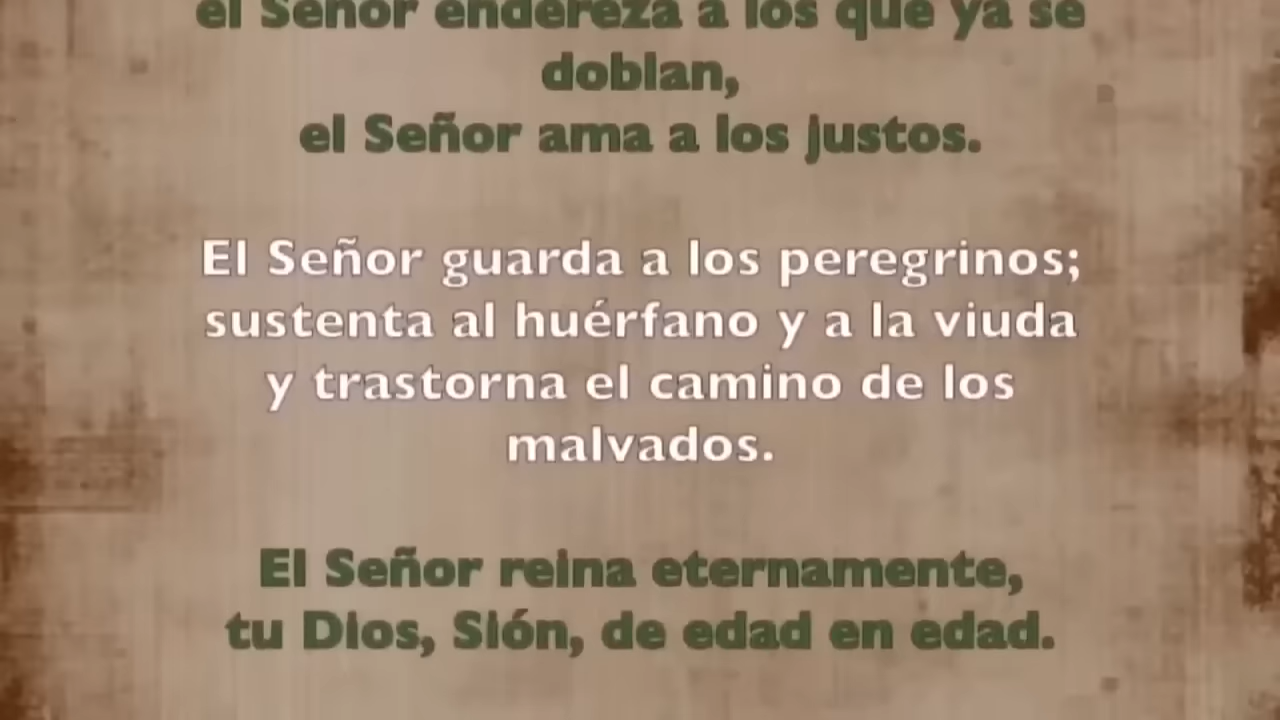 el Señor endereza a los que ya se
doblan,
el Señor ama a los justos.
El Señor guarda a los peregrinos;
sustenta al huérfano y a la viuda
y trastorna el camino de los
malvados.
El Señor reina eternamente,
tu Dios, Sión, de edad en edad.